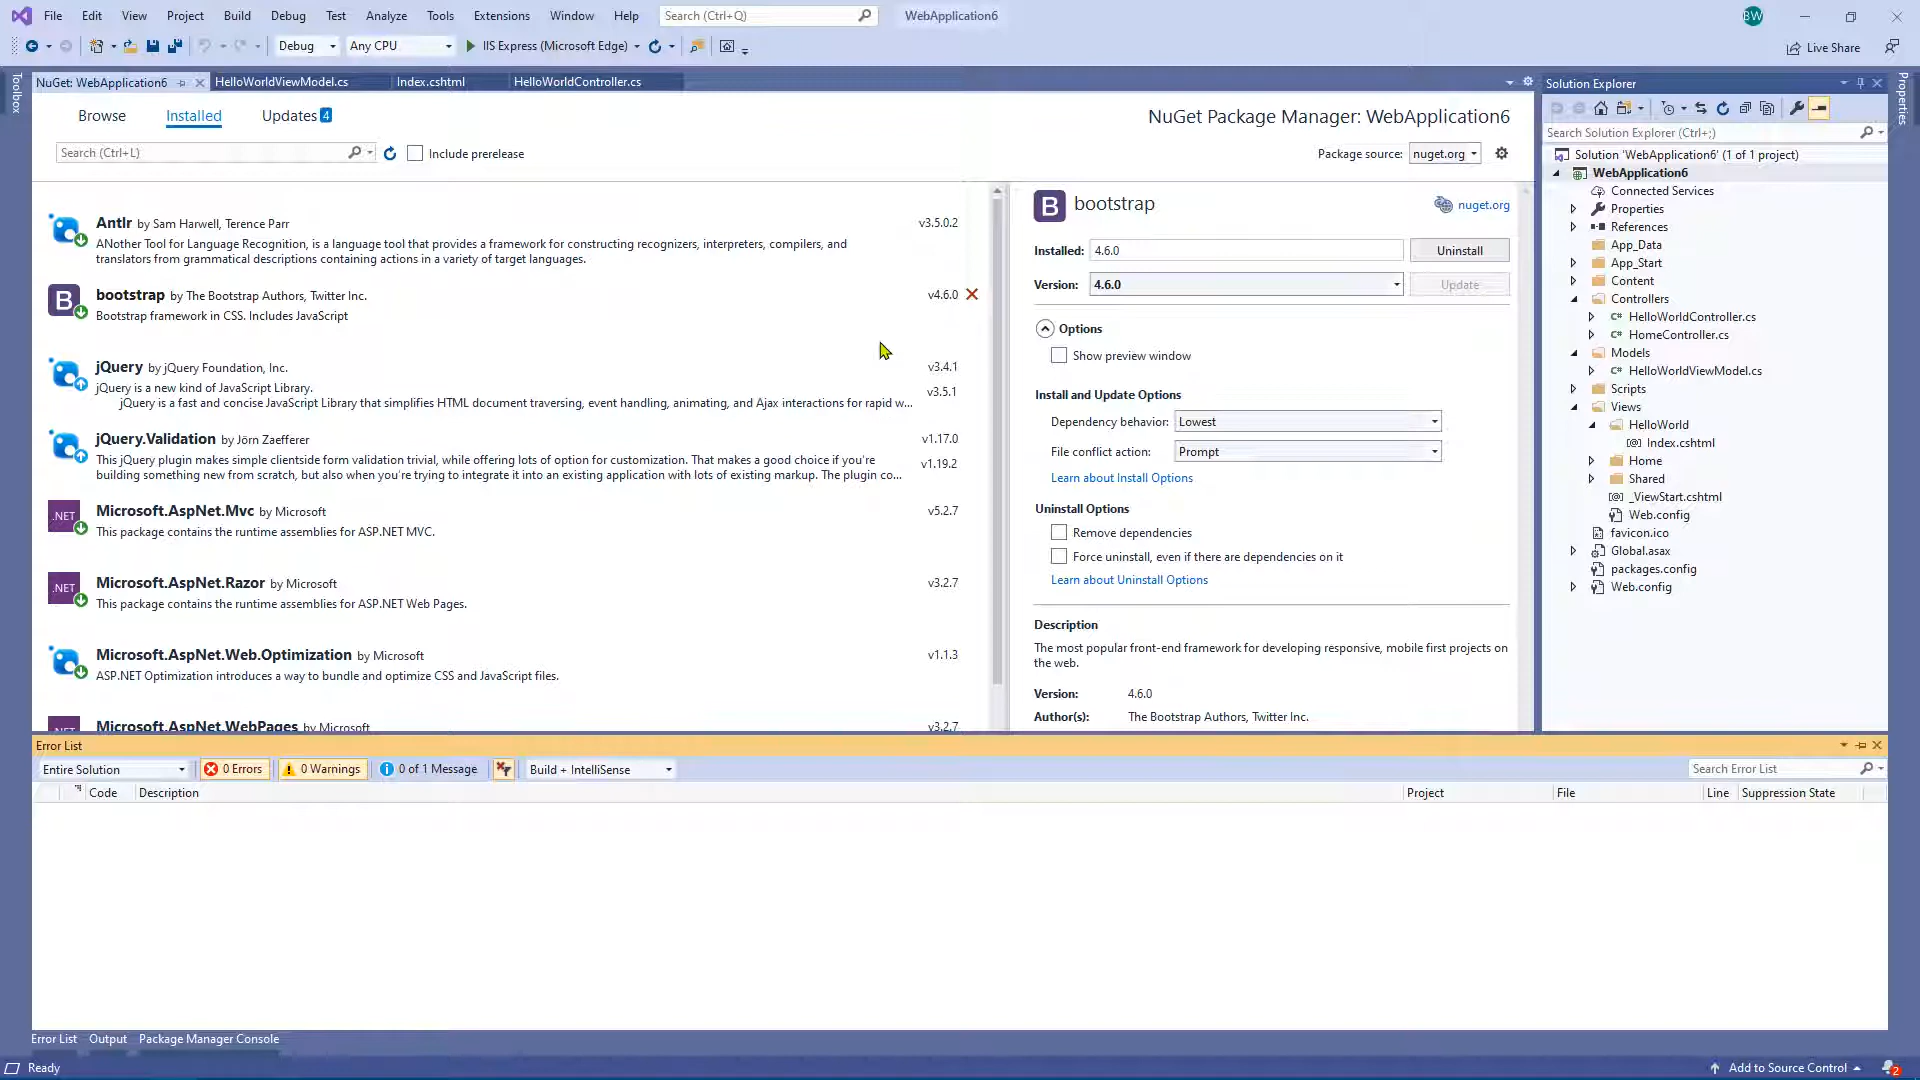 File Edit View Project Build Debug Test Analyze Tools Extensions Window Help Search (Ctrl+Q) WebApplication6 BW
Debug Any CPU IIS Express (Microsoft Edge) Live Share
Toolbox
NuGet: WebApplication6 HelloWorldViewModel.cs Index.cshtml HelloWorldController.cs
Browse Installed Updates 4 NuGet Package Manager: WebApplication6
Search (Ctrl+L) Include prerelease Package source: nuget.org
Antlr by Sam Harwell, Terence Parr v3.5.0.2
ANother Tool for Language Recognition, is a language tool that provides a framework for constructing recognizers, interpreters, compilers, and
translators from grammatical descriptions containing actions in a variety of target languages.
bootstrap by The Bootstrap Authors, Twitter Inc. v4.6.0
Bootstrap framework in CSS. Includes JavaScript
jQuery by jQuery Foundation, Inc. v3.4.1
jQuery is a new kind of JavaScript Library. v3.5.1
jQuery is a fast and concise JavaScript Library that simplifies HTML document traversing, event handling, animating, and Ajax interactions for rapid w...
jQuery.Validation by Jörn Zaefferer v1.17.0
This jQuery plugin makes simple clientside form validation trivial, while offering lots of option for customization. That makes a good choice if you're v1.19.2
building something new from scratch, but also when you're trying to integrate it into an existing application with lots of existing markup. The plugin co...
.NET Microsoft.AspNet.Mvc by Microsoft v5.2.7
This package contains the runtime assemblies for ASP.NET MVC.
.NET Microsoft.AspNet.Razor by Microsoft v3.2.7
This package contains the runtime assemblies for ASP.NET Web Pages.
Microsoft.AspNet.Web.Optimization by Microsoft v1.1.3
ASP.NET Optimization introduces a way to bundle and optimize CSS and JavaScript files.
.NET Microsoft.AspNet.WebPages by Microsoft v3.2.7
B bootstrap nuget.org
Installed: 4.6.0 Uninstall
Version: 4.6.0 Update
Options
Show preview window
Install and Update Options
Dependency behavior: Lowest
File conflict action: Prompt
Learn about Install Options
Uninstall Options
Remove dependencies
Force uninstall, even if there are dependencies on it
Learn about Uninstall Options
Description
The most popular front-end framework for developing responsive, mobile first projects on
the web.
Version: 4.6.0
Author(s): The Bootstrap Authors, Twitter Inc.
Solution Explorer
Search Solution Explorer (Ctrl+;)
Solution 'WebApplication6' (1 of 1 project)
WebApplication6
Connected Services
Properties
References
App_Data
App_Start
Content
Controllers
C# HelloWorldController.cs
C# HomeController.cs
Models
C# HelloWorldViewModel.cs
Scripts
Views
HelloWorld
[@] Index.cshtml
Home
Shared
[@] _ViewStart.cshtml
Web.config
favicon.ico
Global.asax
packages.config
Web.config
Properties
Error List
Entire Solution 0 Errors 0 Warnings 0 of 1 Message Build + IntelliSense Search Error List
Code Description Project File Line Suppression State
Error List Output Package Manager Console
Ready Add to Source Control 2